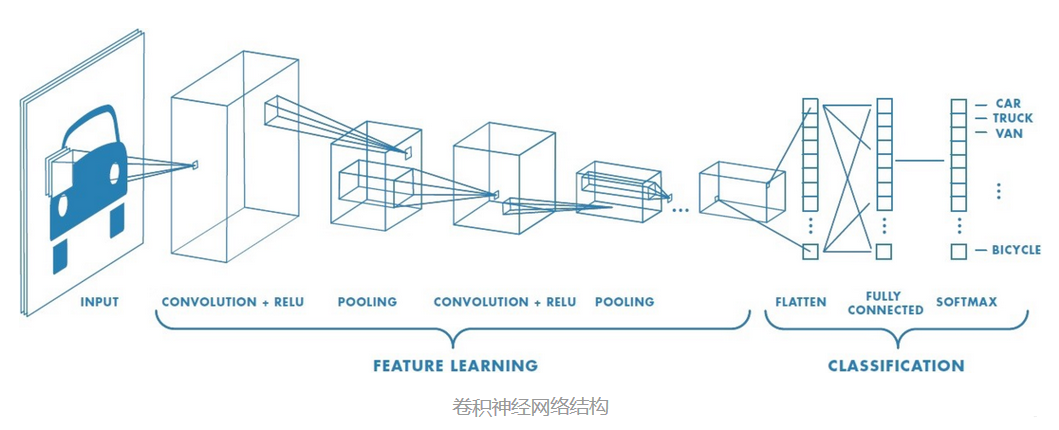 CAR
TRUCK
VAN
BICYCLE
INPUT
CONVOLUTION + RELU
POOLING
CONVOLUTION + RELU
POOLING
FLATTEN
FULLY
CONNECTED
SOFTMAX
FEATURE LEARNING
CLASSIFICATION
卷积神经网络结构